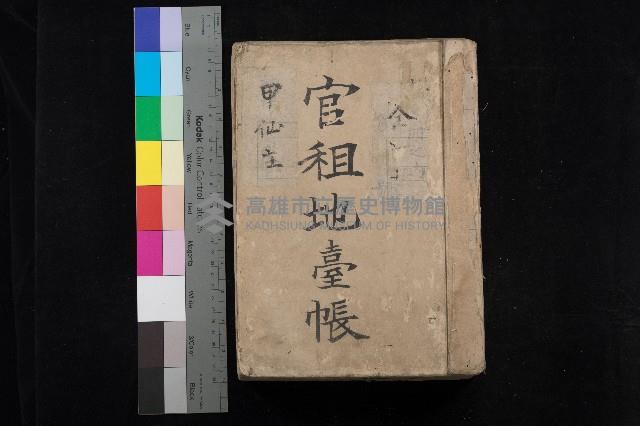 官租地臺帳
甲仙庄
全
高雄市立歷史博物館
KAOHSIUNG MUSEUM OF HISTORY
Kodak
Color Control Patches
Blue
Cyan
Green
Yellow
Red
Magenta
White
3/Color
Black